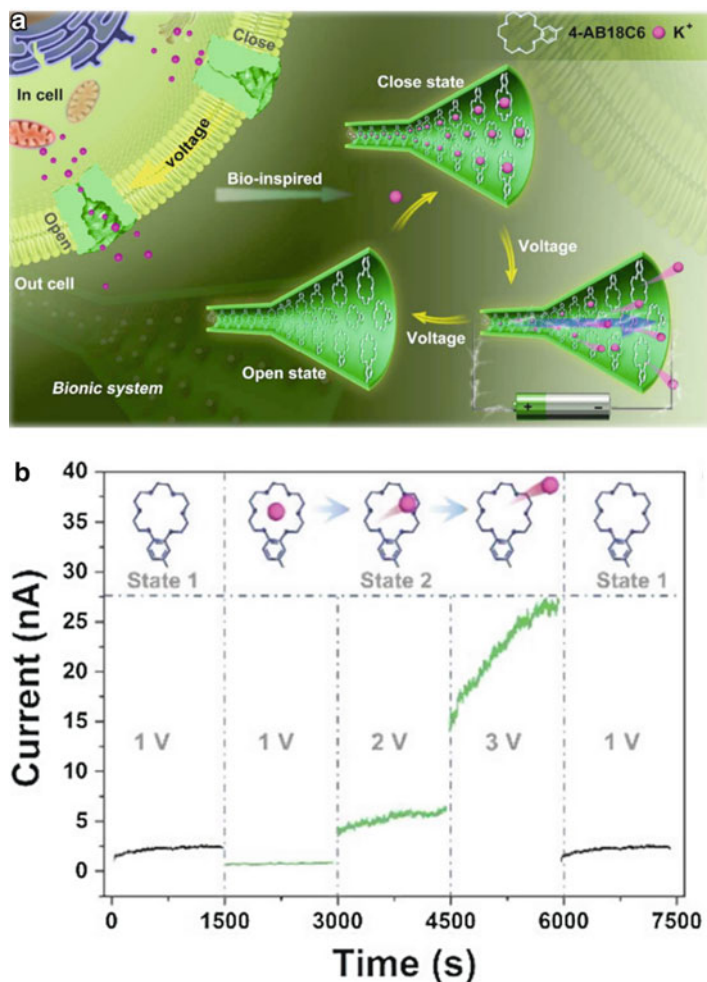 a
4-AB18C6 K+
Close
In cell
Close state
voltage
Bio-inspired
Voltage
Open
Out cell
Voltage
Open state
Bionic system
+ −
b
40
35
30
25
20
15
10
5
0
Current (nA)
State 1 State 2 State 1
1 V 1 V 2 V 3 V 1 V
0 1500 3000 4500 6000 7500
Time (s)